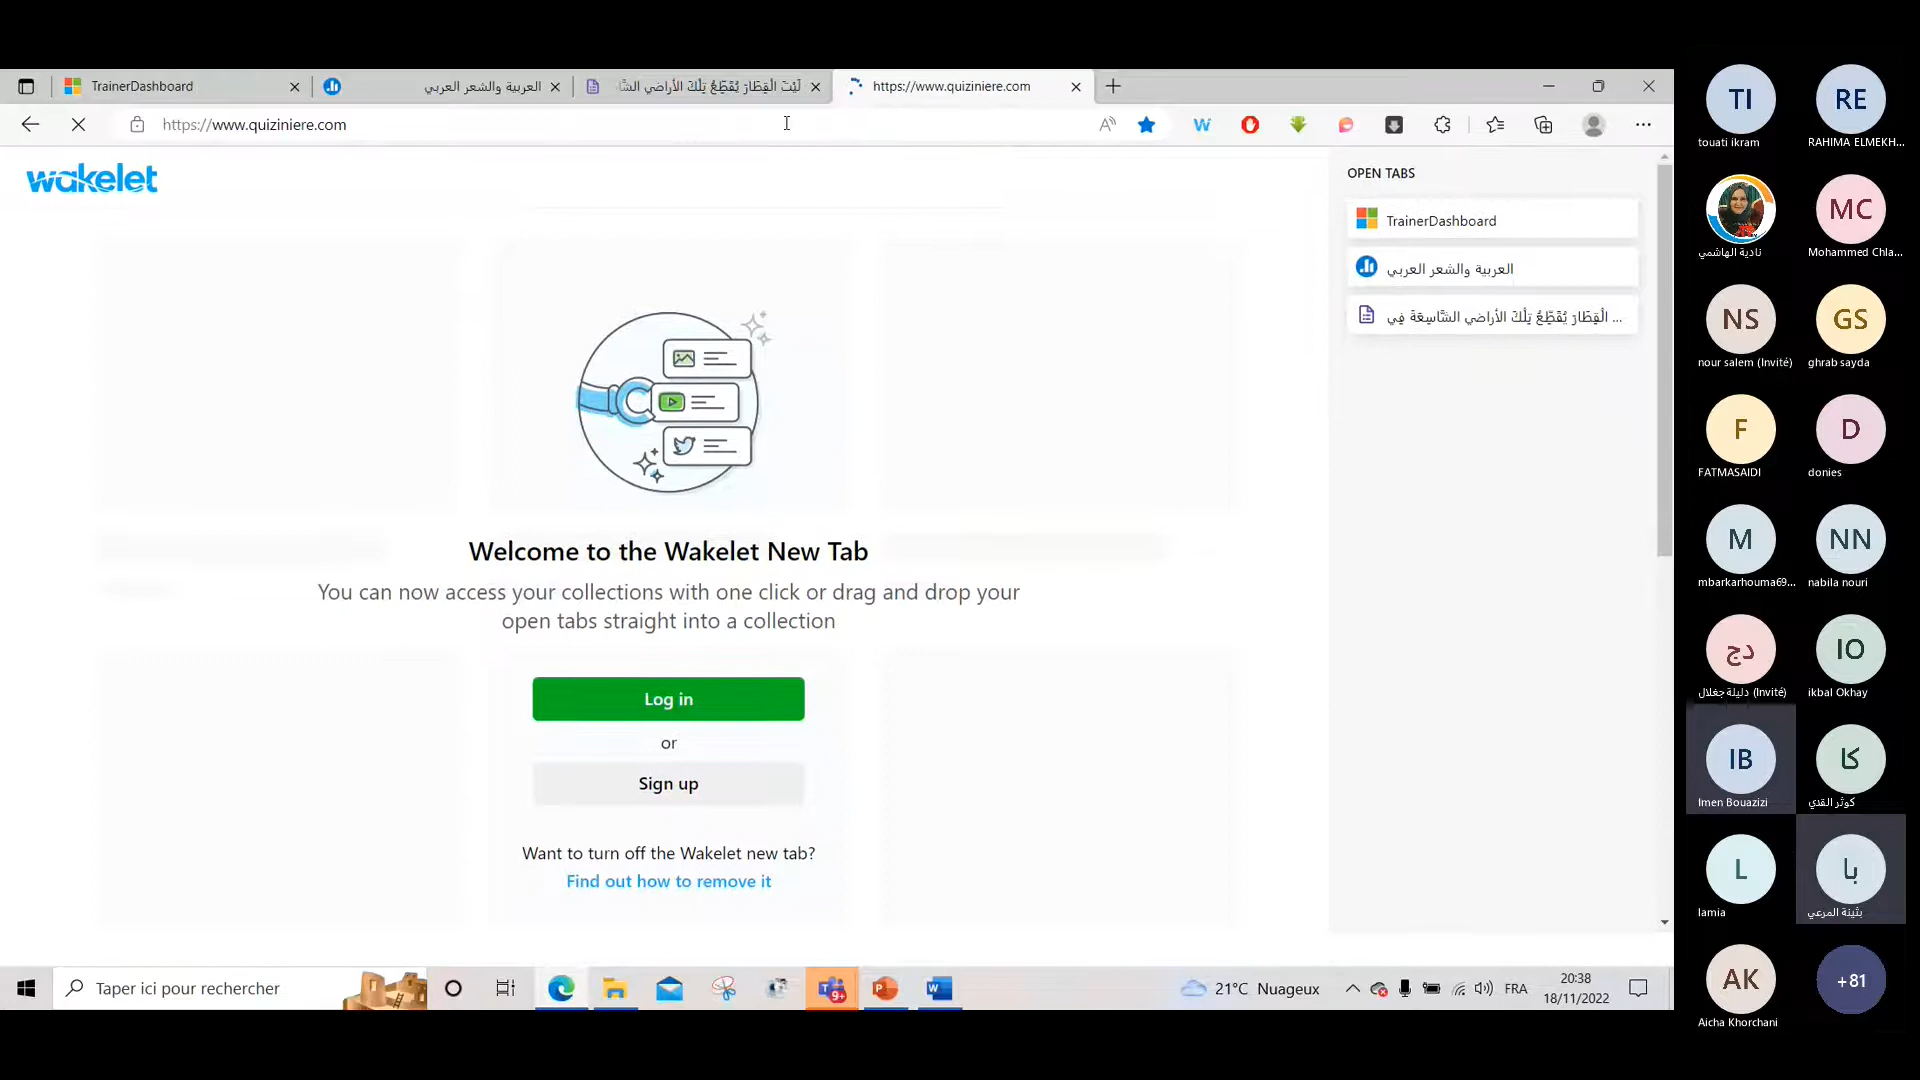 TrainerDashboard
العربية والشعر العربي
لَيْتَ الْقِطَارَ يُقَطِّعُ تِلْكَ الأراضي الشَّا
https://www.quiziniere.com
https://www.quiziniere.com
wakelet
Welcome to the Wakelet New Tab
You can now access your collections with one click or drag and drop your
open tabs straight into a collection
Log in
or
Sign up
Want to turn off the Wakelet new tab?
Find out how to remove it
OPEN TABS
TrainerDashboard
العربية والشعر العربي
... الْقِطَارَ يُقَطِّعُ تِلْكَ الأراضي الشَّاسِعَةَ فِي
Taper ici pour rechercher
9+
21°C Nuageux
FRA
20:38
18/11/2022
TI
touati ikram
RE
RAHIMA ELMEKH...
نادية الهاشمي
MC
Mohammed Chla...
NS
nour salem (Invité)
GS
ghrab sayda
F
FATMASAIDI
D
donies
M
mbarkarhouma69...
NN
nabila nouri
دج
دليلة جغلال (Invité)
IO
ikbal Okhay
IB
Imen Bouazizi
كا
كوثر القدي
L
lamia
با
بثينة المرعي
AK
Aicha Khorchani
+81